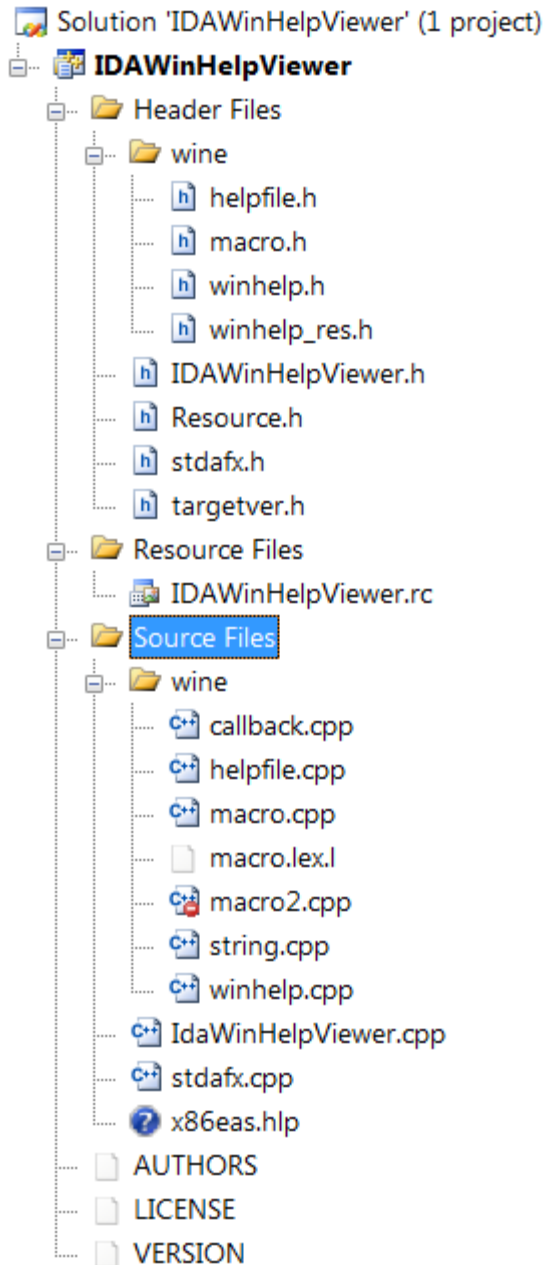 Solution 'IDAWinHelpViewer' (1 project)
IDAWinHelpViewer
Header Files
wine
helpfile.h
macro.h
winhelp.h
winhelp_res.h
IDAWinHelpViewer.h
Resource.h
stdafx.h
targetver.h
Resource Files
IDAWinHelpViewer.rc
Source Files
wine
callback.cpp
helpfile.cpp
macro.cpp
macro.lex.l
macro2.cpp
string.cpp
winhelp.cpp
IdaWinHelpViewer.cpp
stdafx.cpp
x86eas.hlp
AUTHORS
LICENSE
VERSION